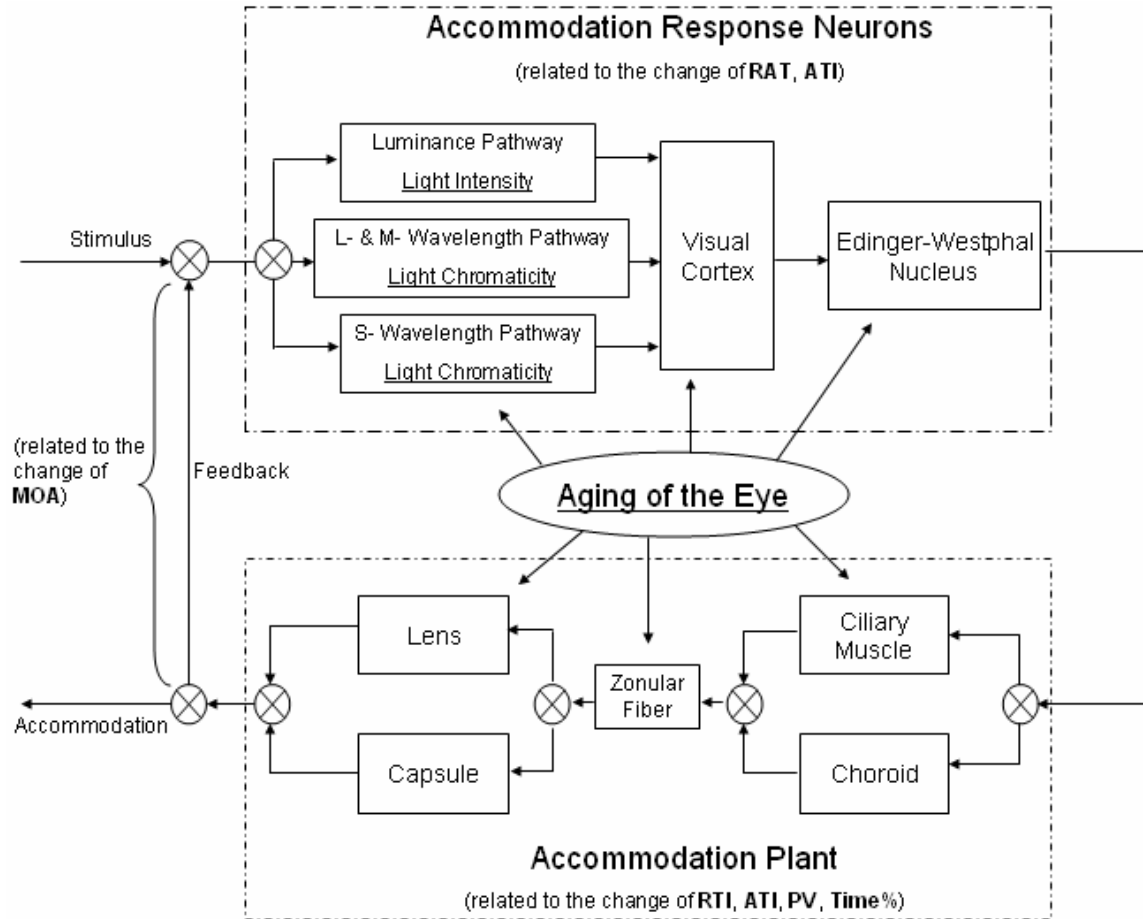 Accommodation Response Neurons
(related to the change of RAT, ATI)
Luminance Pathway
Light Intensity
L- & M- Wavelength Pathway
Light Chromaticity
S- Wavelength Pathway
Light Chromaticity
Visual
Cortex
Edinger-Westphal
Nucleus
Stimulus
(related to the
change of
MOA)
Feedback
Aging of the Eye
Lens
Capsule
Zonular
Fiber
Ciliary
Muscle
Choroid
Accommodation
Accommodation Plant
(related to the change of RTI, ATI, PV, Time%)